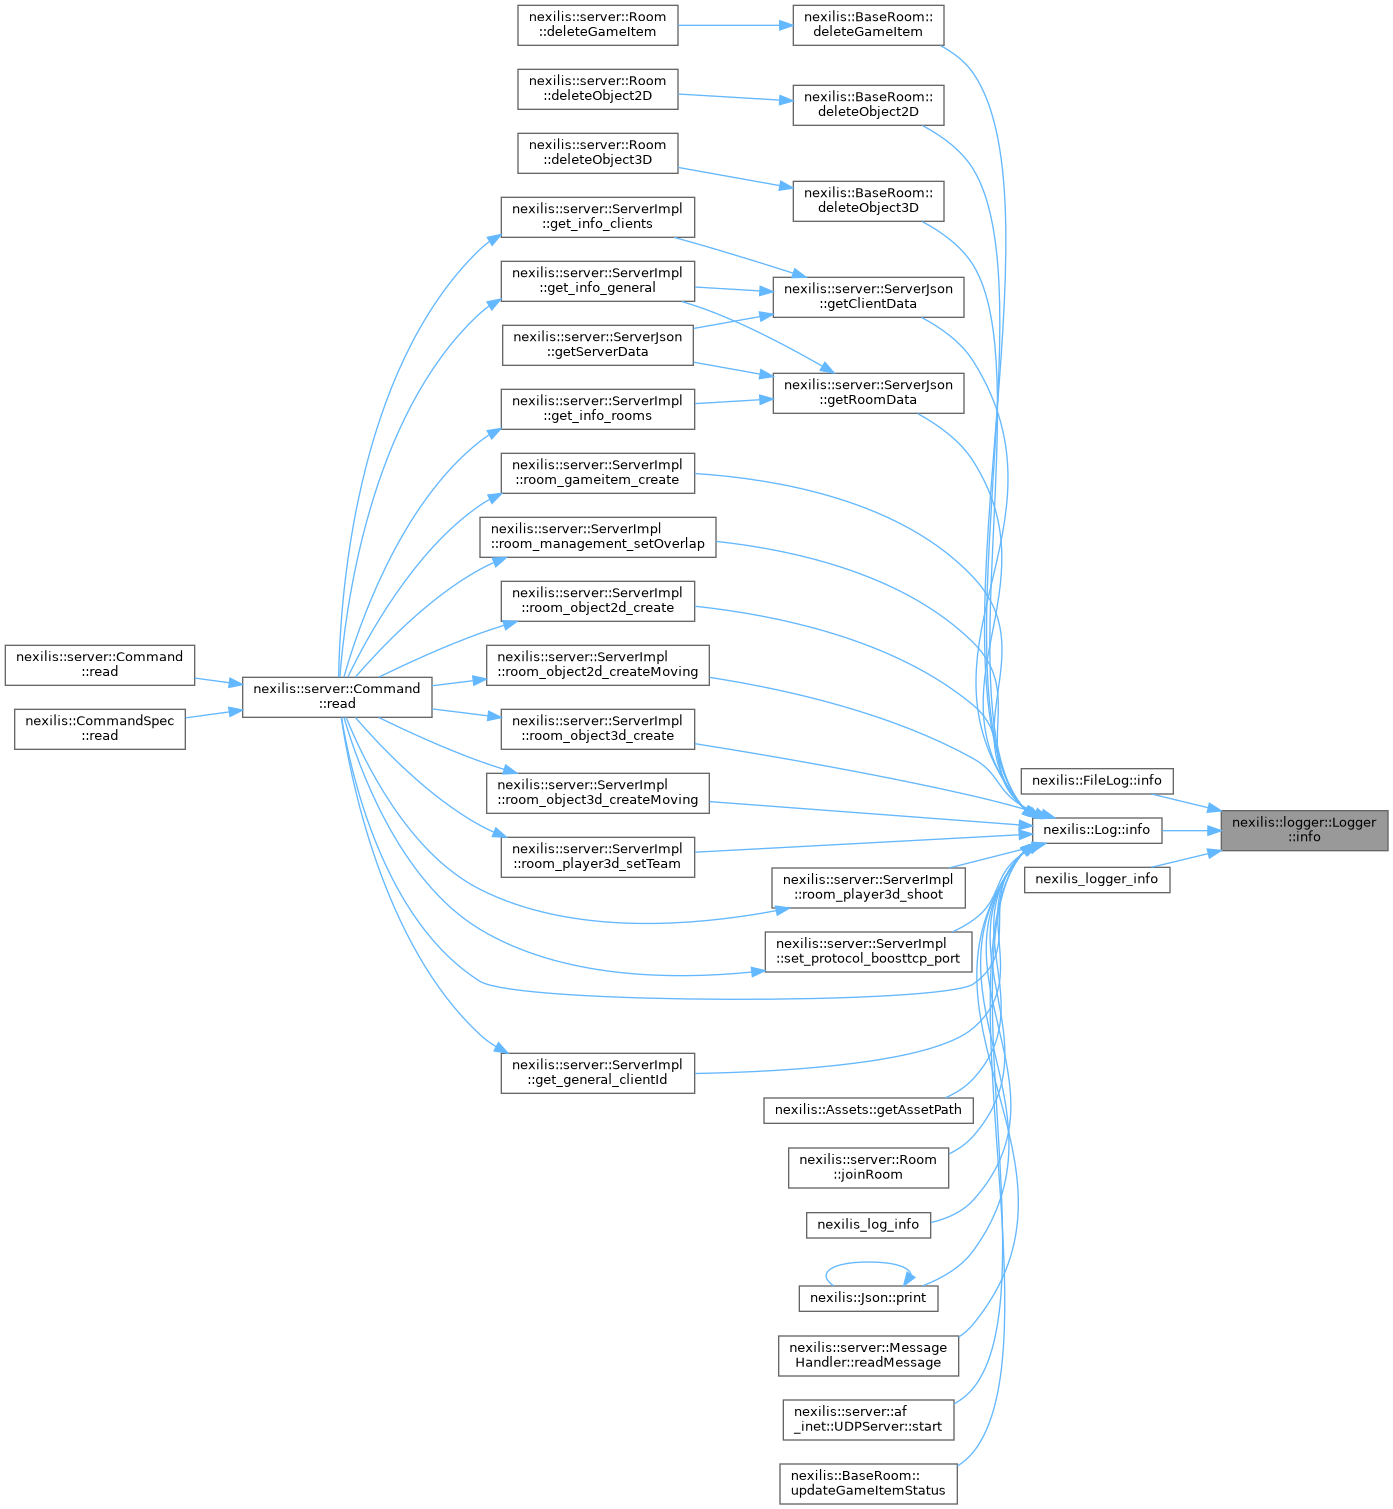 nexilis::server::Room
::deleteGameItem
nexilis::BaseRoom::
deleteGameItem
nexilis::server::Room
::deleteObject2D
nexilis::BaseRoom::
deleteObject2D
nexilis::server::Room
::deleteObject3D
nexilis::BaseRoom::
deleteObject3D
nexilis::server::ServerImpl
::get_info_clients
nexilis::server::ServerImpl
::get_info_general
nexilis::server::ServerJson
::getClientData
nexilis::server::ServerJson
::getServerData
nexilis::server::ServerJson
::getRoomData
nexilis::server::ServerImpl
::get_info_rooms
nexilis::server::ServerImpl
::room_gameitem_create
nexilis::server::ServerImpl
::room_management_setOverlap
nexilis::server::ServerImpl
::room_object2d_create
nexilis::server::Command
::read
nexilis::CommandSpec
::read
nexilis::server::Command
::read
nexilis::server::ServerImpl
::room_object2d_createMoving
nexilis::server::ServerImpl
::room_object3d_create
nexilis::server::ServerImpl
::room_object3d_createMoving
nexilis::server::ServerImpl
::room_player3d_setTeam
nexilis::FileLog::info
nexilis::Log::info
nexilis_logger_info
nexilis::logger::Logger
::info
nexilis::server::ServerImpl
::room_player3d_shoot
nexilis::server::ServerImpl
::set_protocol_boosttcp_port
nexilis::server::ServerImpl
::get_general_clientId
nexilis::Assets::getAssetPath
nexilis::server::Room
::joinRoom
nexilis_log_info
nexilis::Json::print
nexilis::server::Message
Handler::readMessage
nexilis::server::af
_inet::UDPServer::start
nexilis::BaseRoom::
updateGameItemStatus